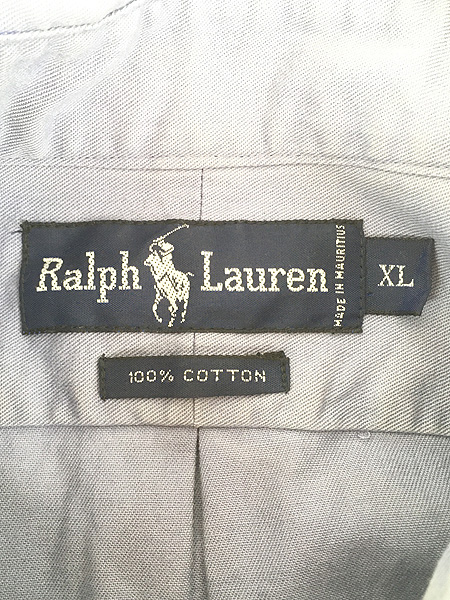 Ralph Lauren
MADE IN MAURITIUS
XL
100% COTTON